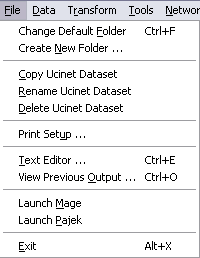 File Data Transform Tools Networ
Change Default Folder Ctrl+F
Create New Folder ...
Copy Ucinet Dataset
Rename Ucinet Dataset
Delete Ucinet Dataset
Print Setup ...
Text Editor ... Ctrl+E
View Previous Output ... Ctrl+O
Launch Mage
Launch Pajek
Exit Alt+X